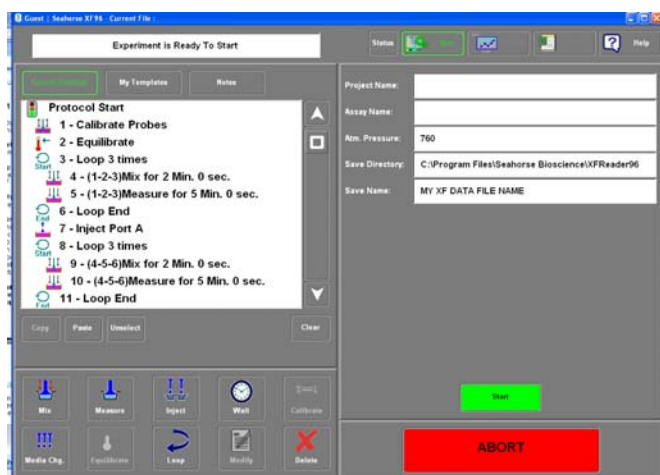 Guest | Seahorse XF96 - Current File :
Experiment is Ready To Start
Status
Help
My Templates
Notes
Protocol Start
1 - Calibrate Probes
2 - Equilibrate
3 - Loop 3 times
Start
4 - (1-2-3)Mix for 2 Min. 0 sec.
5 - (1-2-3)Measure for 5 Min. 0 sec.
6 - Loop End
End
7 - Inject Port A
8 - Loop 3 times
Start
9 - (4-5-6)Mix for 2 Min. 0 sec.
10 - (4-5-6)Measure for 5 Min. 0 sec.
11 - Loop End
End
Copy
Paste
Unselect
Clear
Mix
Measure
Inject
Wait
Calibrate
Media Chg.
Equilibrate
Loop
Modify
Delete
Project Name:
Assay Name:
Atm. Pressure: 760
Save Directory: C:\Program Files\Seahorse Bioscience\XFReader96
Save Name: MY XF DATA FILE NAME
Start
ABORT